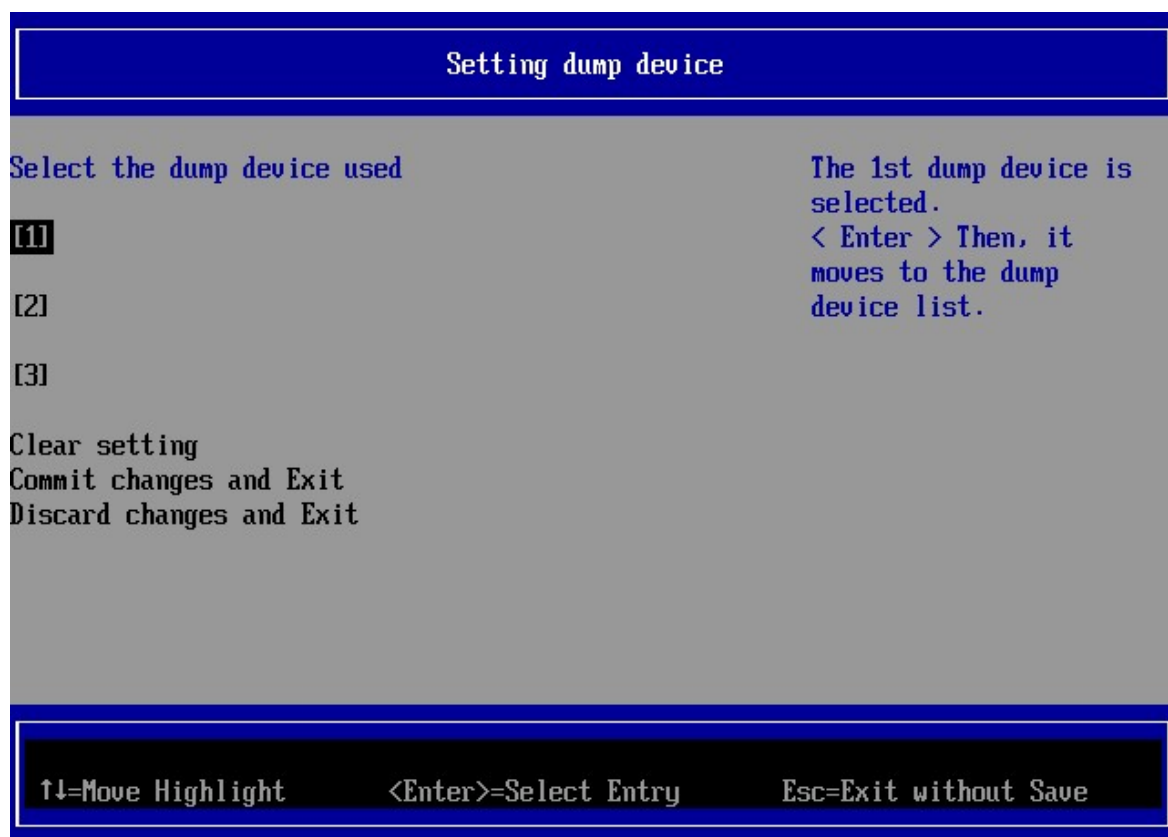 Setting dump device
Select the dump device used
[1]
[2]
[3]
Clear setting
Commit changes and Exit
Discard changes and Exit
The 1st dump device is
selected.
< Enter > Then, it
moves to the dump
device list.
↑↓=Move Highlight <Enter>=Select Entry Esc=Exit without Save